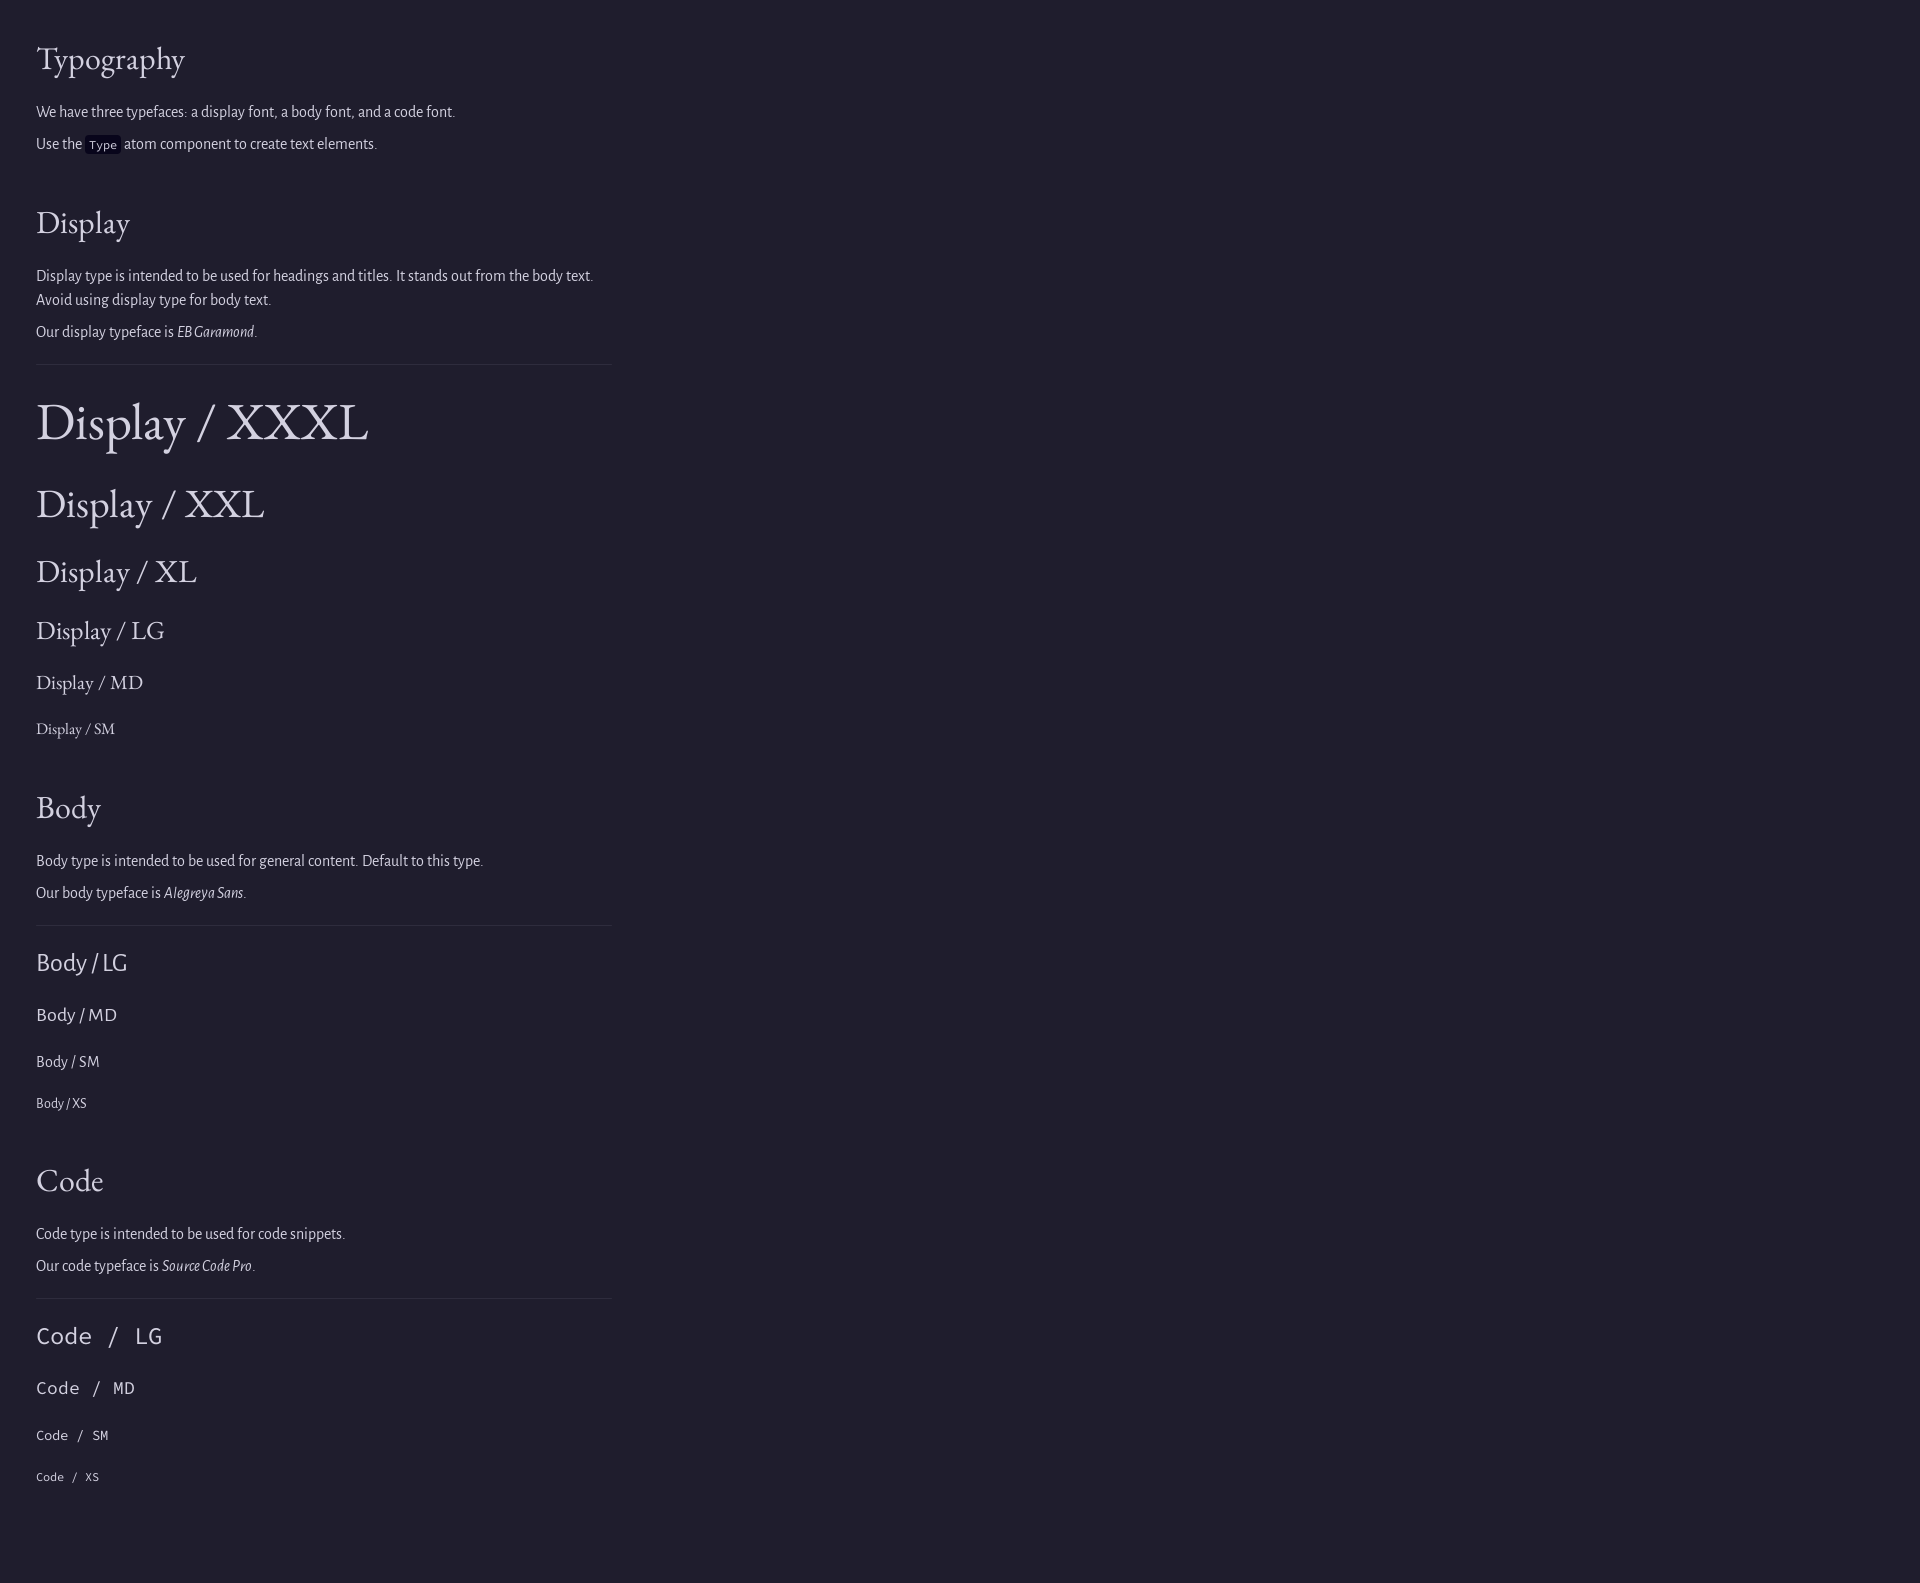 Typography
We have three typefaces: a display font, a body font, and a code font.
Use the Type atom component to create text elements.
Display
Display type is intended to be used for headings and titles. It stands out from the body text.
Avoid using display type for body text.
Our display typeface is EB Garamond.
Display / XXXL
Display / XXL
Display / XL
Display / LG
Display / MD
Display / SM
Body
Body type is intended to be used for general content. Default to this type.
Our body typeface is Alegreya Sans.
Body / LG
Body / MD
Body / SM
Body / XS
Code
Code type is intended to be used for code snippets.
Our code typeface is Source Code Pro.
Code / LG
Code / MD
Code / SM
Code / XS